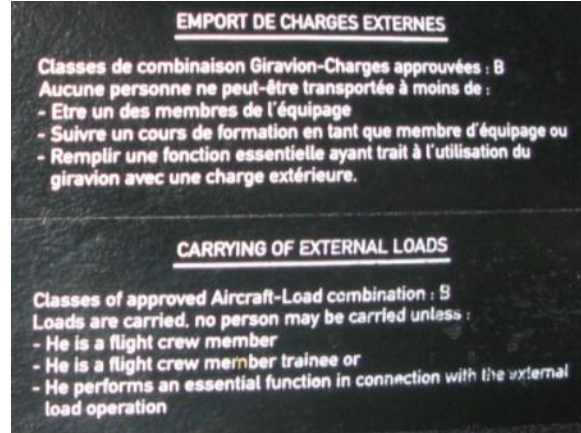 EMPORT DE CHARGES EXTERNES
Classes de combinaison Giravion-Charges approuvées : B
Aucune personne ne peut-être transportée à moins de :
- Etre un des membres de l'équipage
- Suivre un cours de formation en tant que membre d'équipage ou
- Remplir une fonction essentielle ayant trait à l'utilisation du
giravion avec une charge extérieure.
CARRYING OF EXTERNAL LOADS
Classes of approved Aircraft-Load combination : B
Loads are carried, no person may be carried unless :
- He is a flight crew member
- He is a flight crew member trainee or
- He performs an essential function in connection with the external
load operation